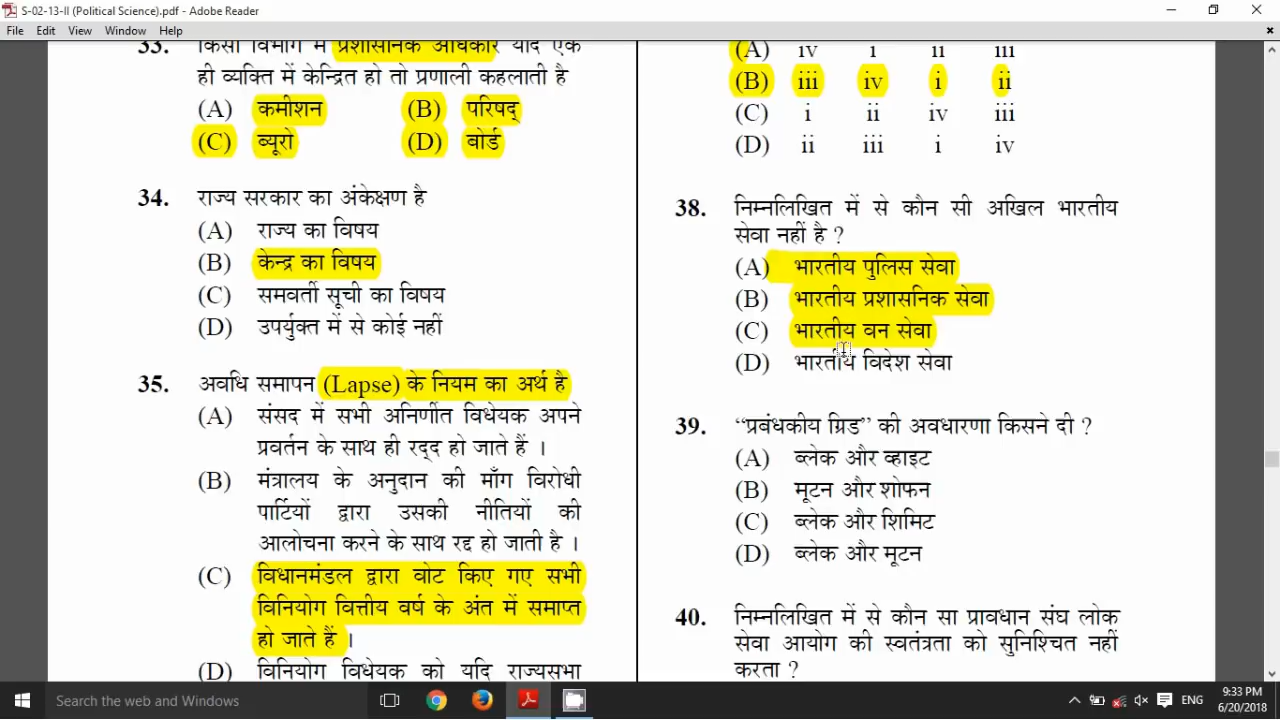 S-02-13-II (Political Science).pdf - Adobe Reader
File Edit View Window Help
33. किसी विभाग में प्रशासनिक अधिकार यदि एक
ही व्यक्ति में केन्द्रित हो तो प्रणाली कहलाती है
(A) कमीशन (B) परिषद्
(C) ब्यूरो (D) बोर्ड
34. राज्य सरकार का अंकेक्षण है
(A) राज्य का विषय
(B) केन्द्र का विषय
(C) समवर्ती सूची का विषय
(D) उपर्युक्त में से कोई नहीं
35. अवधि समापन (Lapse) के नियम का अर्थ है
(A) संसद में सभी अनिर्णीत विधेयक अपने
प्रवर्तन के साथ ही रद्द हो जाते हैं ।
(B) मंत्रालय के अनुदान की माँग विरोधी
पार्टियों द्वारा उसकी नीतियों की
आलोचना करने के साथ रद्द हो जाती है ।
(C) विधानमंडल द्वारा वोट किए गए सभी
विनियोग वित्तीय वर्ष के अंत में समाप्त
हो जाते हैं ।
(D) विनियोग विधेयक को यदि राज्यसभा
(A) iv i ii iii
(B) iii iv i ii
(C) i ii iv iii
(D) ii iii i iv
38. निम्नलिखित में से कौन सी अखिल भारतीय
सेवा नहीं है ?
(A) भारतीय पुलिस सेवा
(B) भारतीय प्रशासनिक सेवा
(C) भारतीय वन सेवा
(D) भारतीय विदेश सेवा
39. “प्रबंधकीय ग्रिड” की अवधारणा किसने दी ?
(A) ब्लेक और व्हाइट
(B) मूटन और शोफन
(C) ब्लेक और शिमिट
(D) ब्लेक और मूटन
40. निम्नलिखित में से कौन सा प्रावधान संघ लोक
सेवा आयोग की स्वतंत्रता को सुनिश्चित नहीं
करता ?
Search the web and Windows
ENG
9:33 PM
6/20/2018